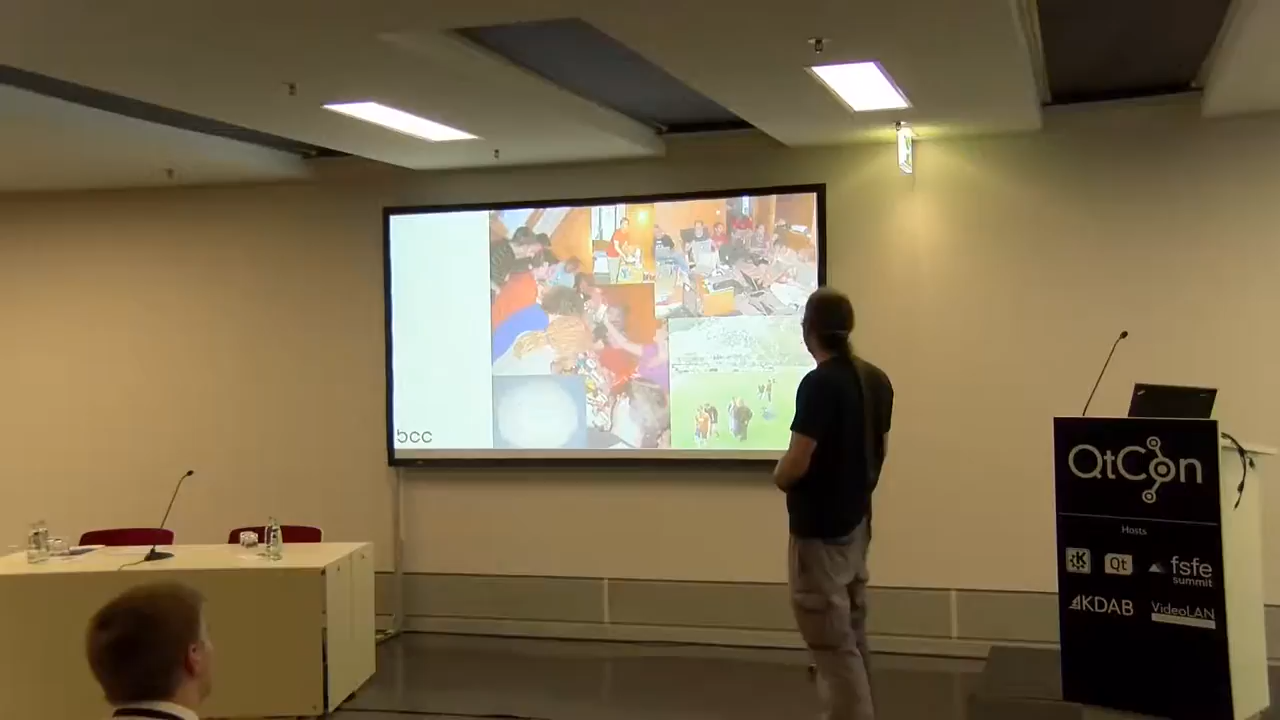 bcc
QtCon
Hosts
K
Qt
fsfe
summit
KDAB
VideoLAN